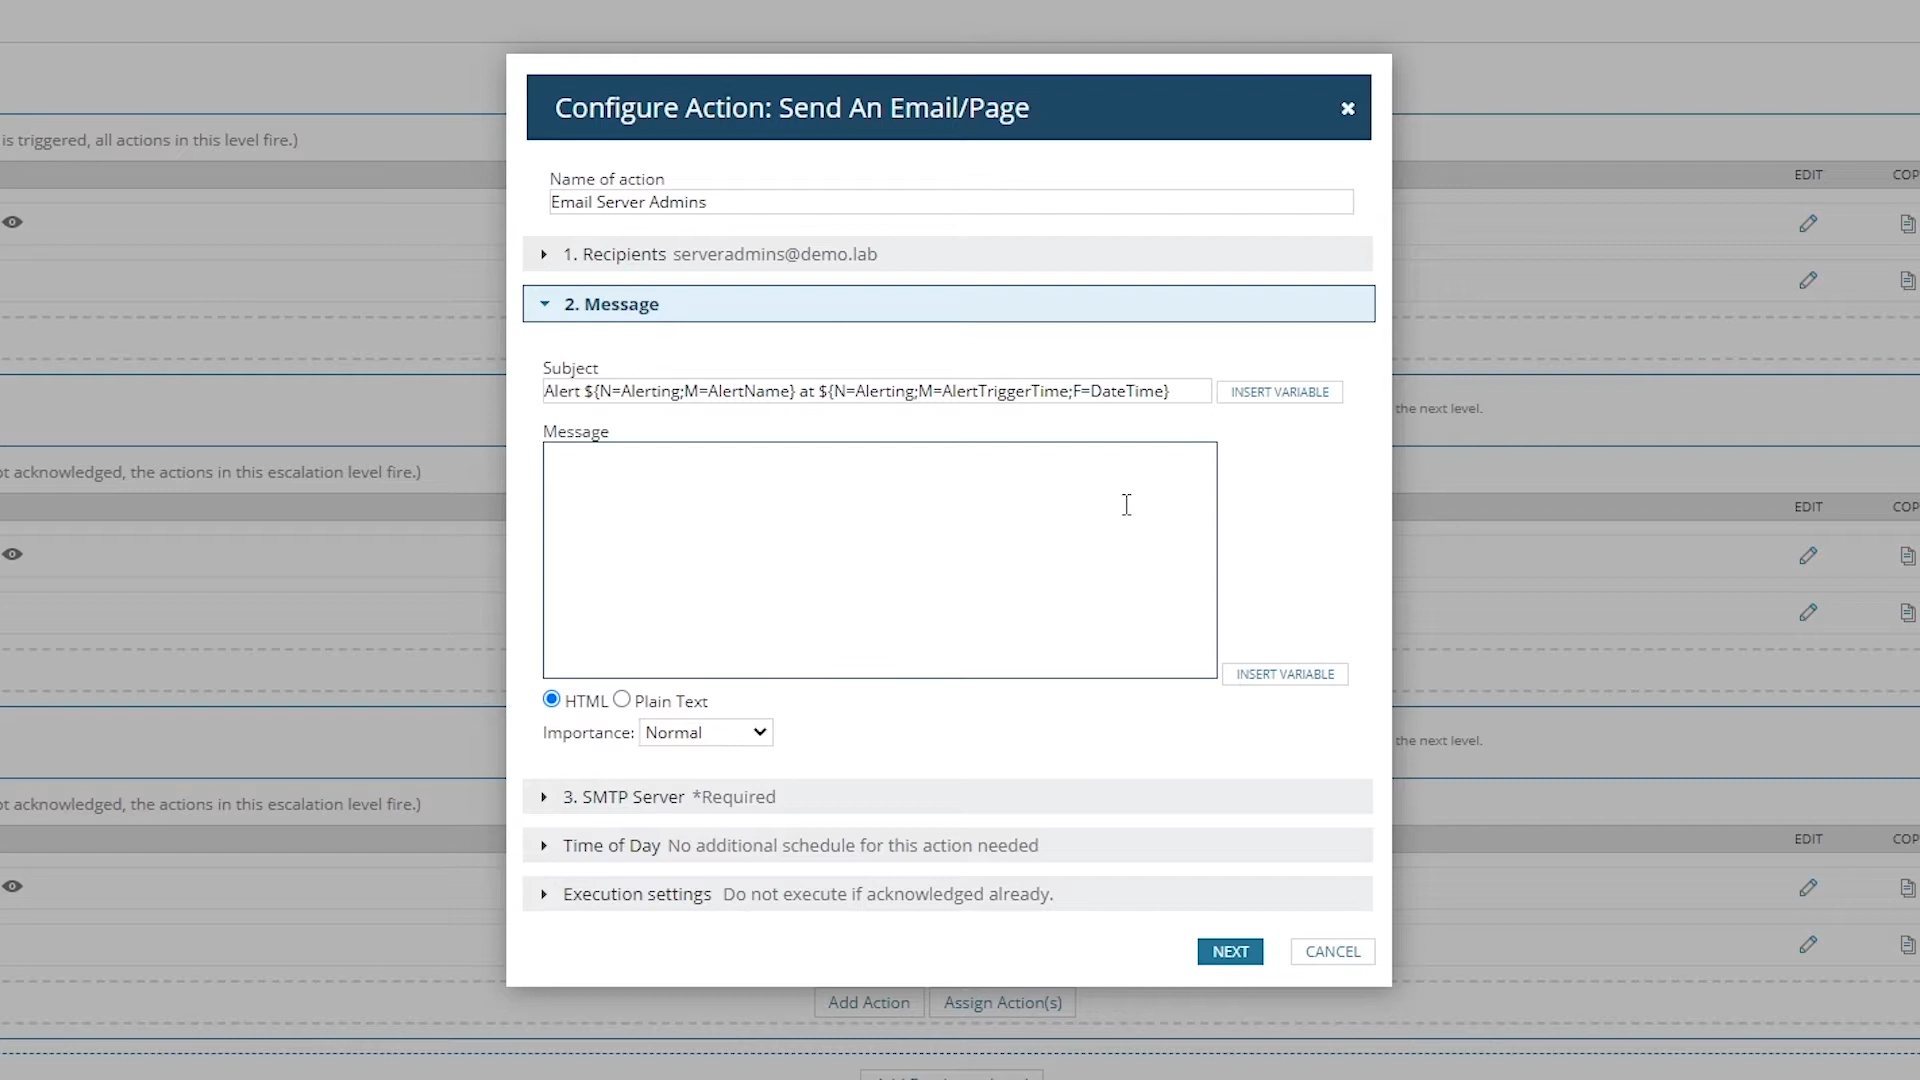 Configure Action: Send An Email/Page
is triggered, all actions in this level fire.)
Name of action
EDIT
COP
Email Server Admins
1. Recipients serveradmins@demo.lab
2. Message
Subject
Alert ${N=Alerting;M=AlertName} at ${N=Alerting;M=AlertTriggerTime;F=DateTime}
INSERT VARIABLE
the next level.
Message
ot acknowledged, the actions in this escalation level fire.)
EDIT
COP
INSERT VARIABLE
HTML Plain Text
Importance: Normal
the next level.
3. SMTP Server *Required
ot acknowledged, the actions in this escalation level fire.)
EDIT
COP
Time of Day No additional schedule for this action needed
Execution settings Do not execute if acknowledged already.
NEXT
CANCEL
Add Action
Assign Action(s)